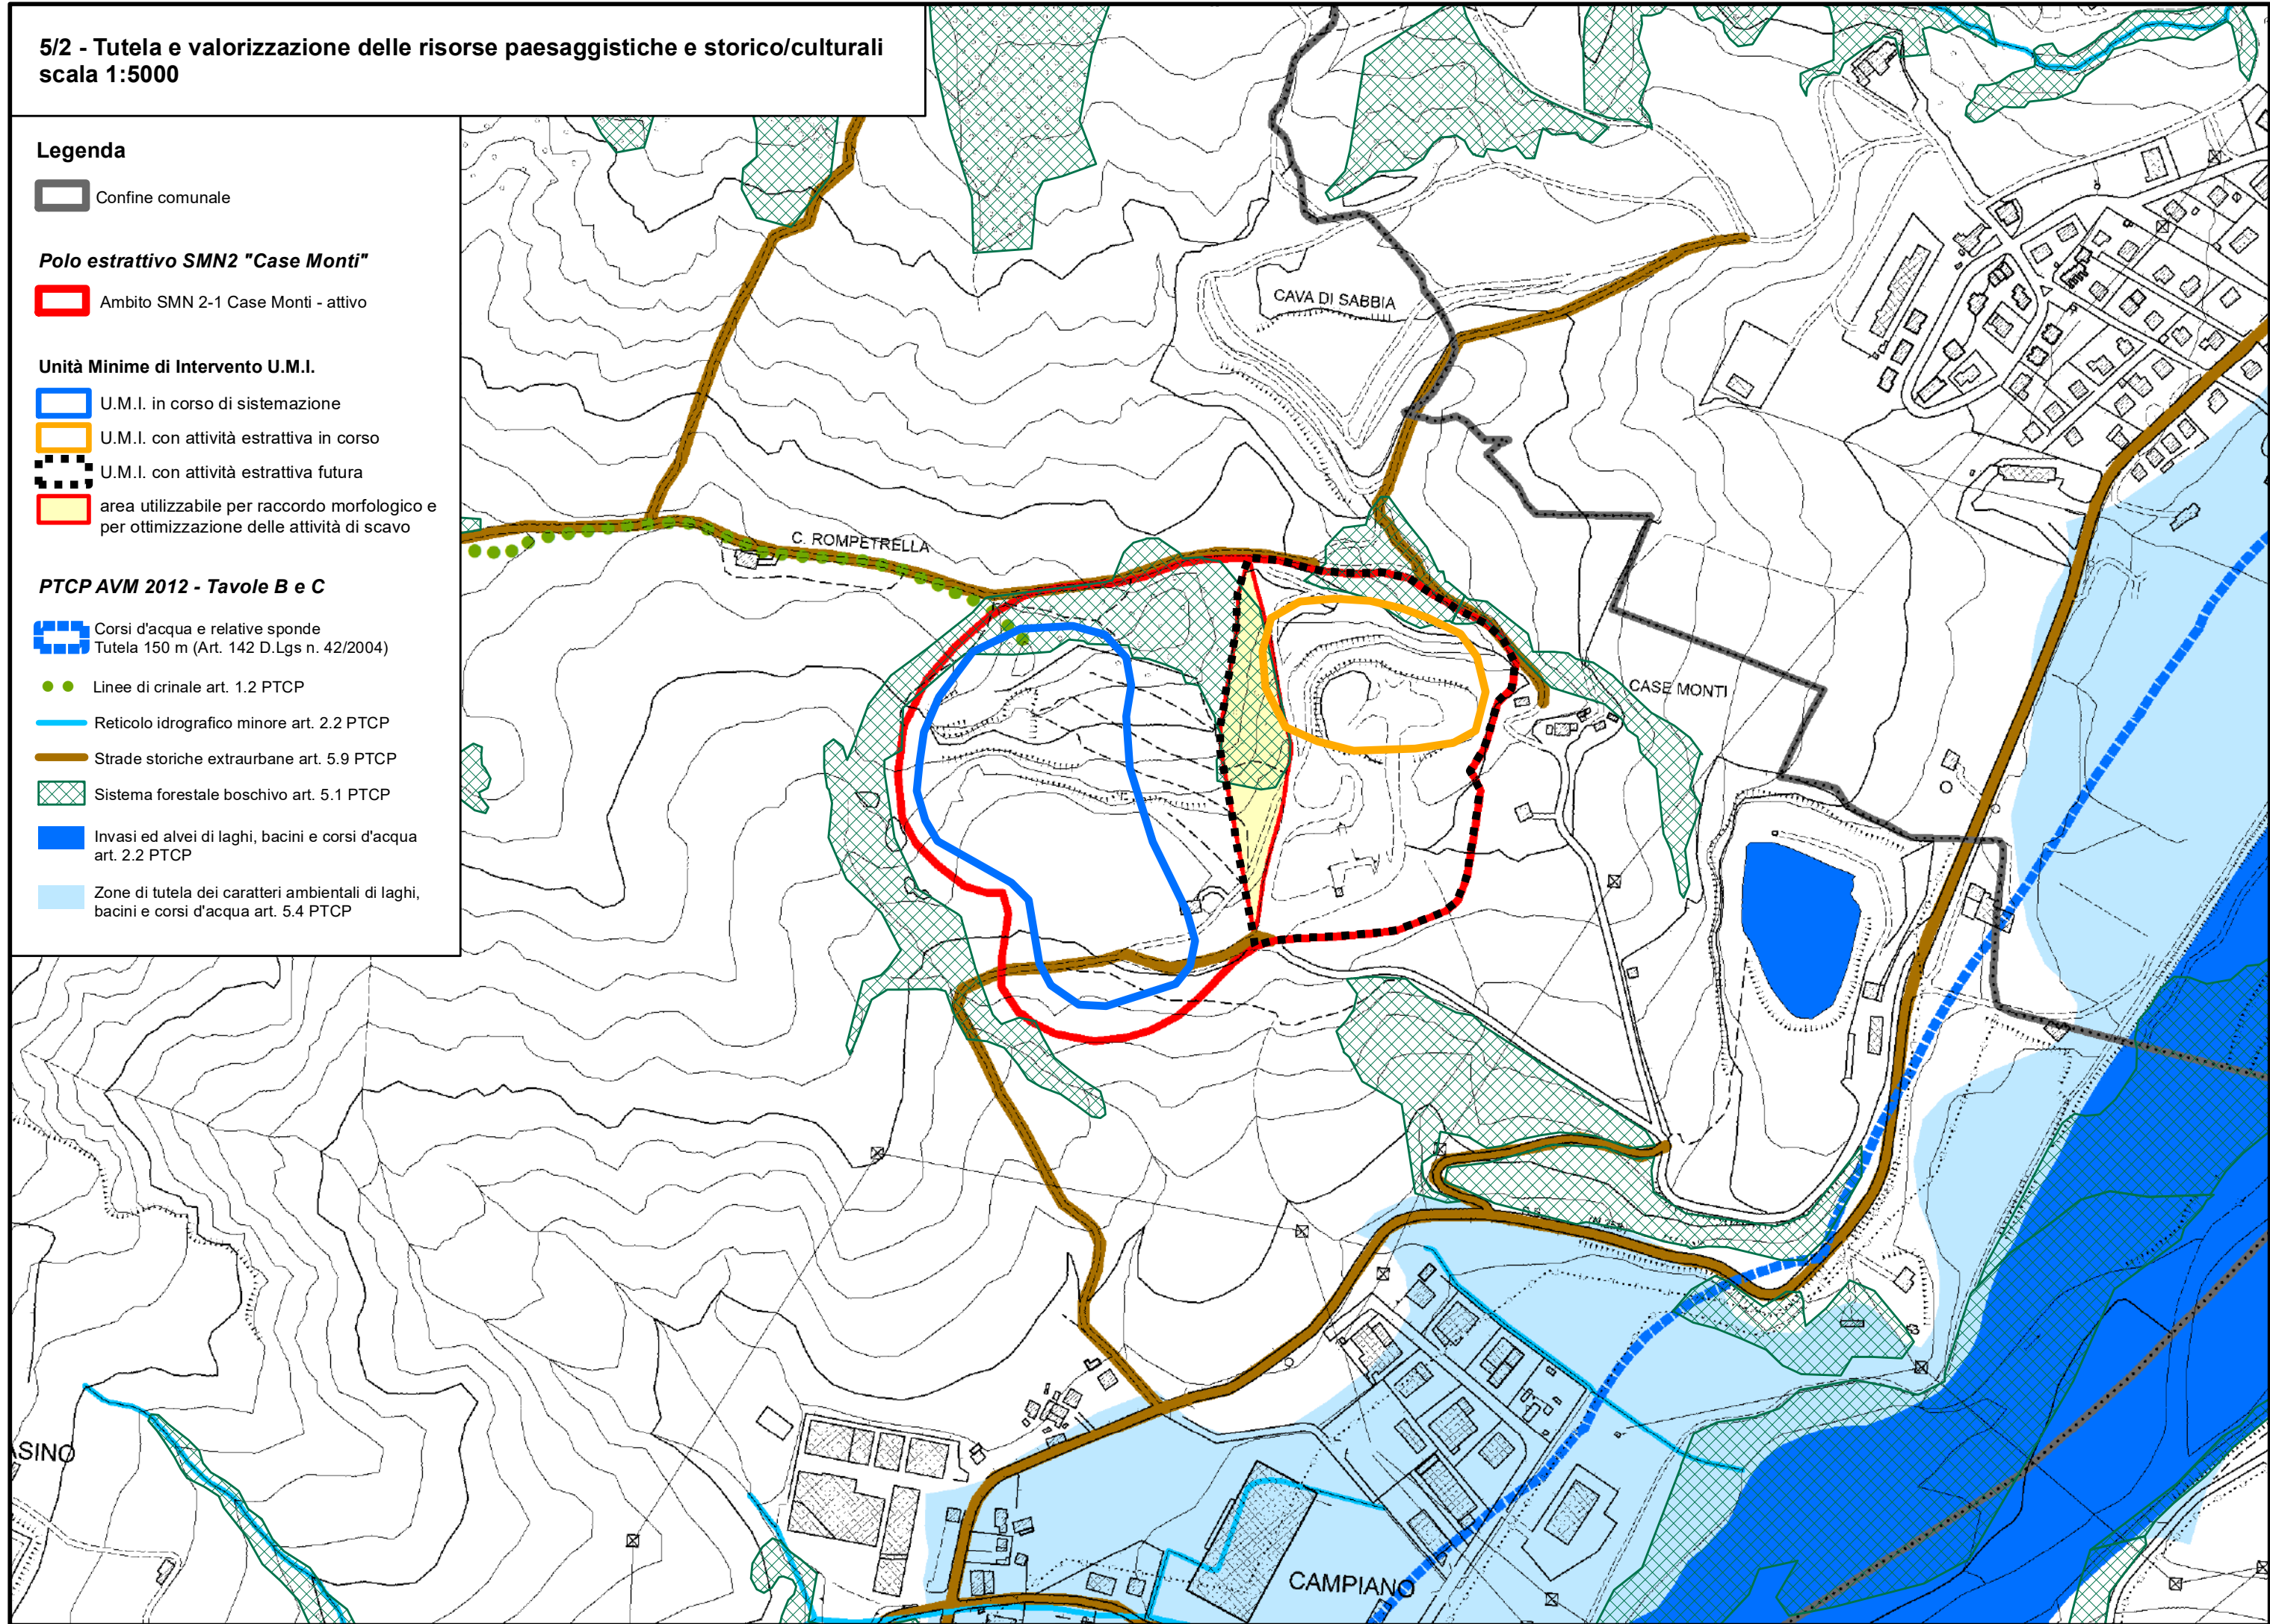 5/2 - Tutela e valorizzazione delle risorse paesaggistiche e storico/culturali
scala 1:5000
Legenda
Confine comunale
Polo estrattivo SMN2 "Case Monti"
Ambito SMN 2-1 Case Monti - attivo
Unità Minime di Intervento U.M.I.
U.M.I. in corso di sistemazione
U.M.I. con attività estrattiva in corso
U.M.I. con attività estrattiva futura
area utilizzabile per raccordo morfologico e
per ottimizzazione delle attività di scavo
PTCP AVM 2012 - Tavole B e C
Corsi d'acqua e relative sponde
Tutela 150 m (Art. 142 D.Lgs n. 42/2004)
Linee di crinale art. 1.2 PTCP
Reticolo idrografico minore art. 2.2 PTCP
Strade storiche extraurbane art. 5.9 PTCP
Sistema forestale boschivo art. 5.1 PTCP
Invasi ed alvei di laghi, bacini e corsi d'acqua
art. 2.2 PTCP
Zone di tutela dei caratteri ambientali di laghi,
bacini e corsi d'acqua art. 5.4 PTCP
CAVA DI SABBIA
C. ROMPETRELLA
CASE MONTI
ASINO
CAMPIANO